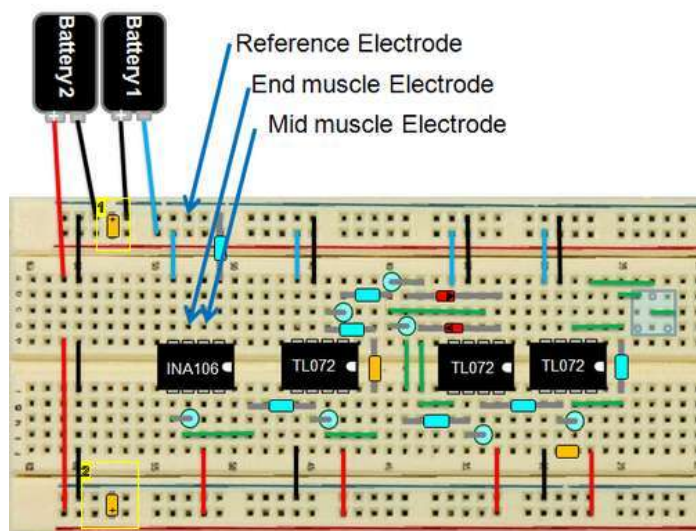 Battery 2
Battery 1
Reference Electrode
End muscle Electrode
Mid muscle Electrode
1
INA106
TL072
TL072
TL072
2